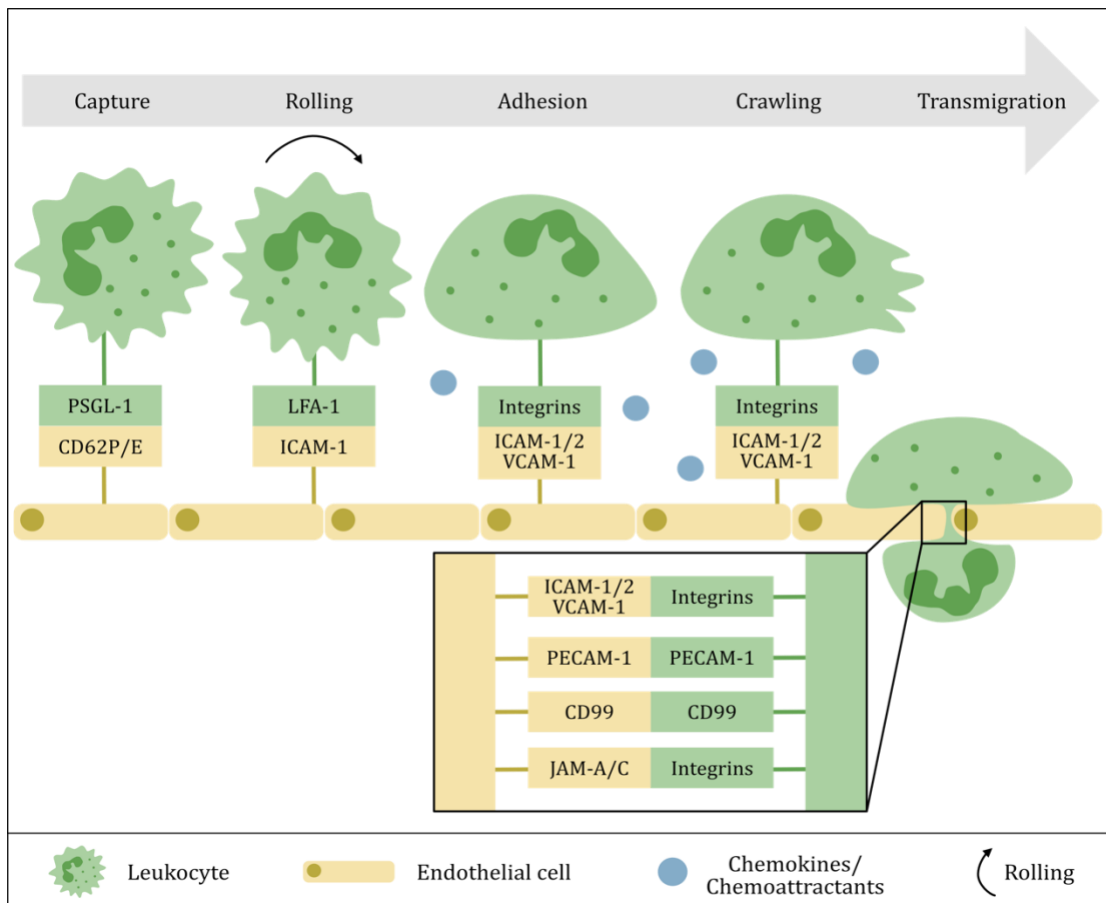 Capture
Rolling
Adhesion
Crawling
Transmigration
PSGL-1
CD62P/E
LFA-1
ICAM-1
Integrins
ICAM-1/2
VCAM-1
Integrins
ICAM-1/2
VCAM-1
ICAM-1/2
VCAM-1
Integrins
PECAM-1
PECAM-1
CD99
CD99
JAM-A/C
Integrins
Leukocyte
Endothelial cell
Chemokines/
Chemoattractants
Rolling